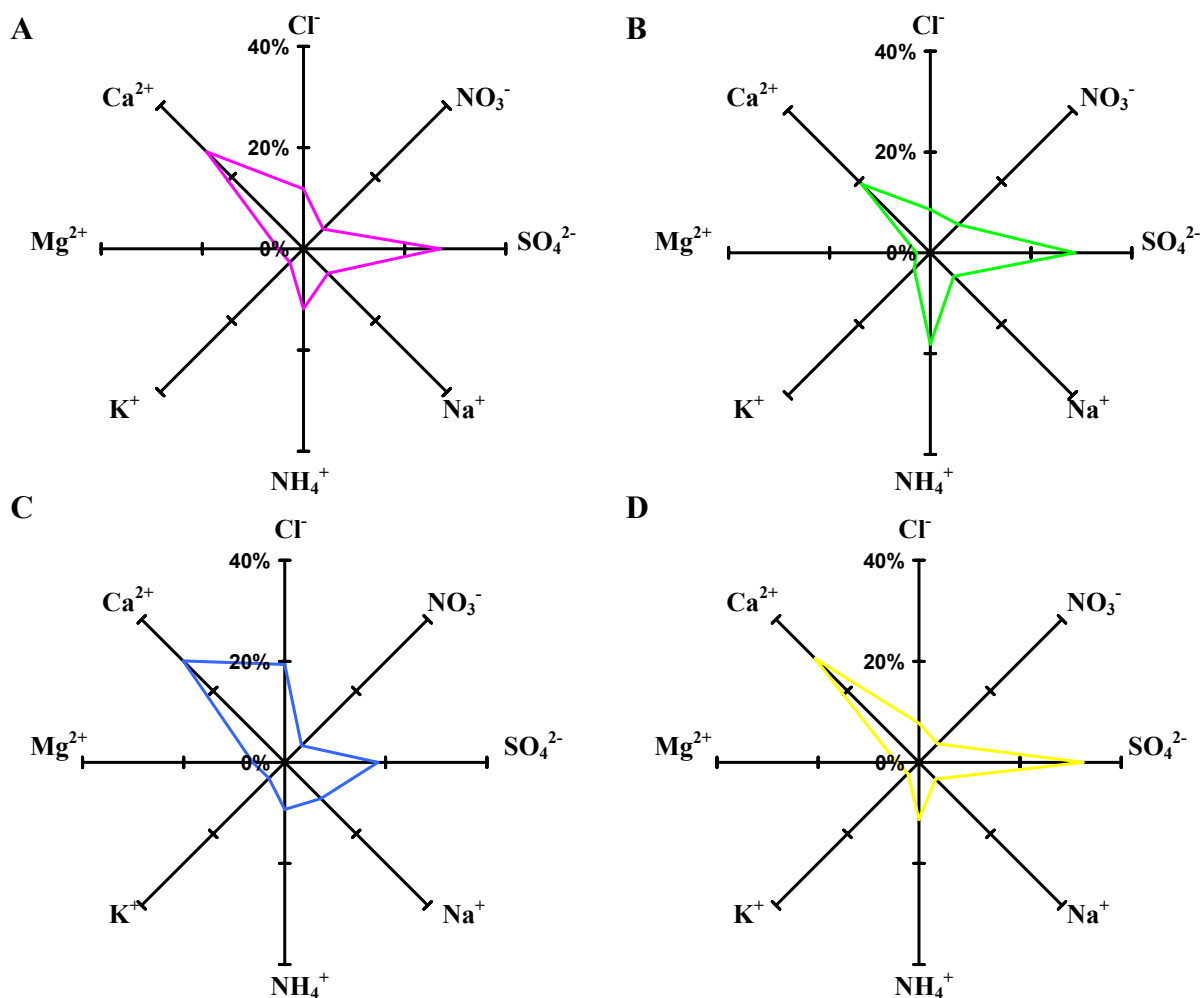 A
Cl⁻
40%
Ca²⁺
NO₃⁻
20%
Mg²⁺
0%
SO₄²⁻
K⁺
Na⁺
NH₄⁺
B
Cl⁻
40%
Ca²⁺
NO₃⁻
20%
Mg²⁺
0%
SO₄²⁻
K⁺
Na⁺
NH₄⁺
C
Cl⁻
40%
Ca²⁺
NO₃⁻
20%
Mg²⁺
0%
SO₄²⁻
K⁺
Na⁺
NH₄⁺
D
Cl⁻
40%
Ca²⁺
NO₃⁻
20%
Mg²⁺
0%
SO₄²⁻
K⁺
Na⁺
NH₄⁺